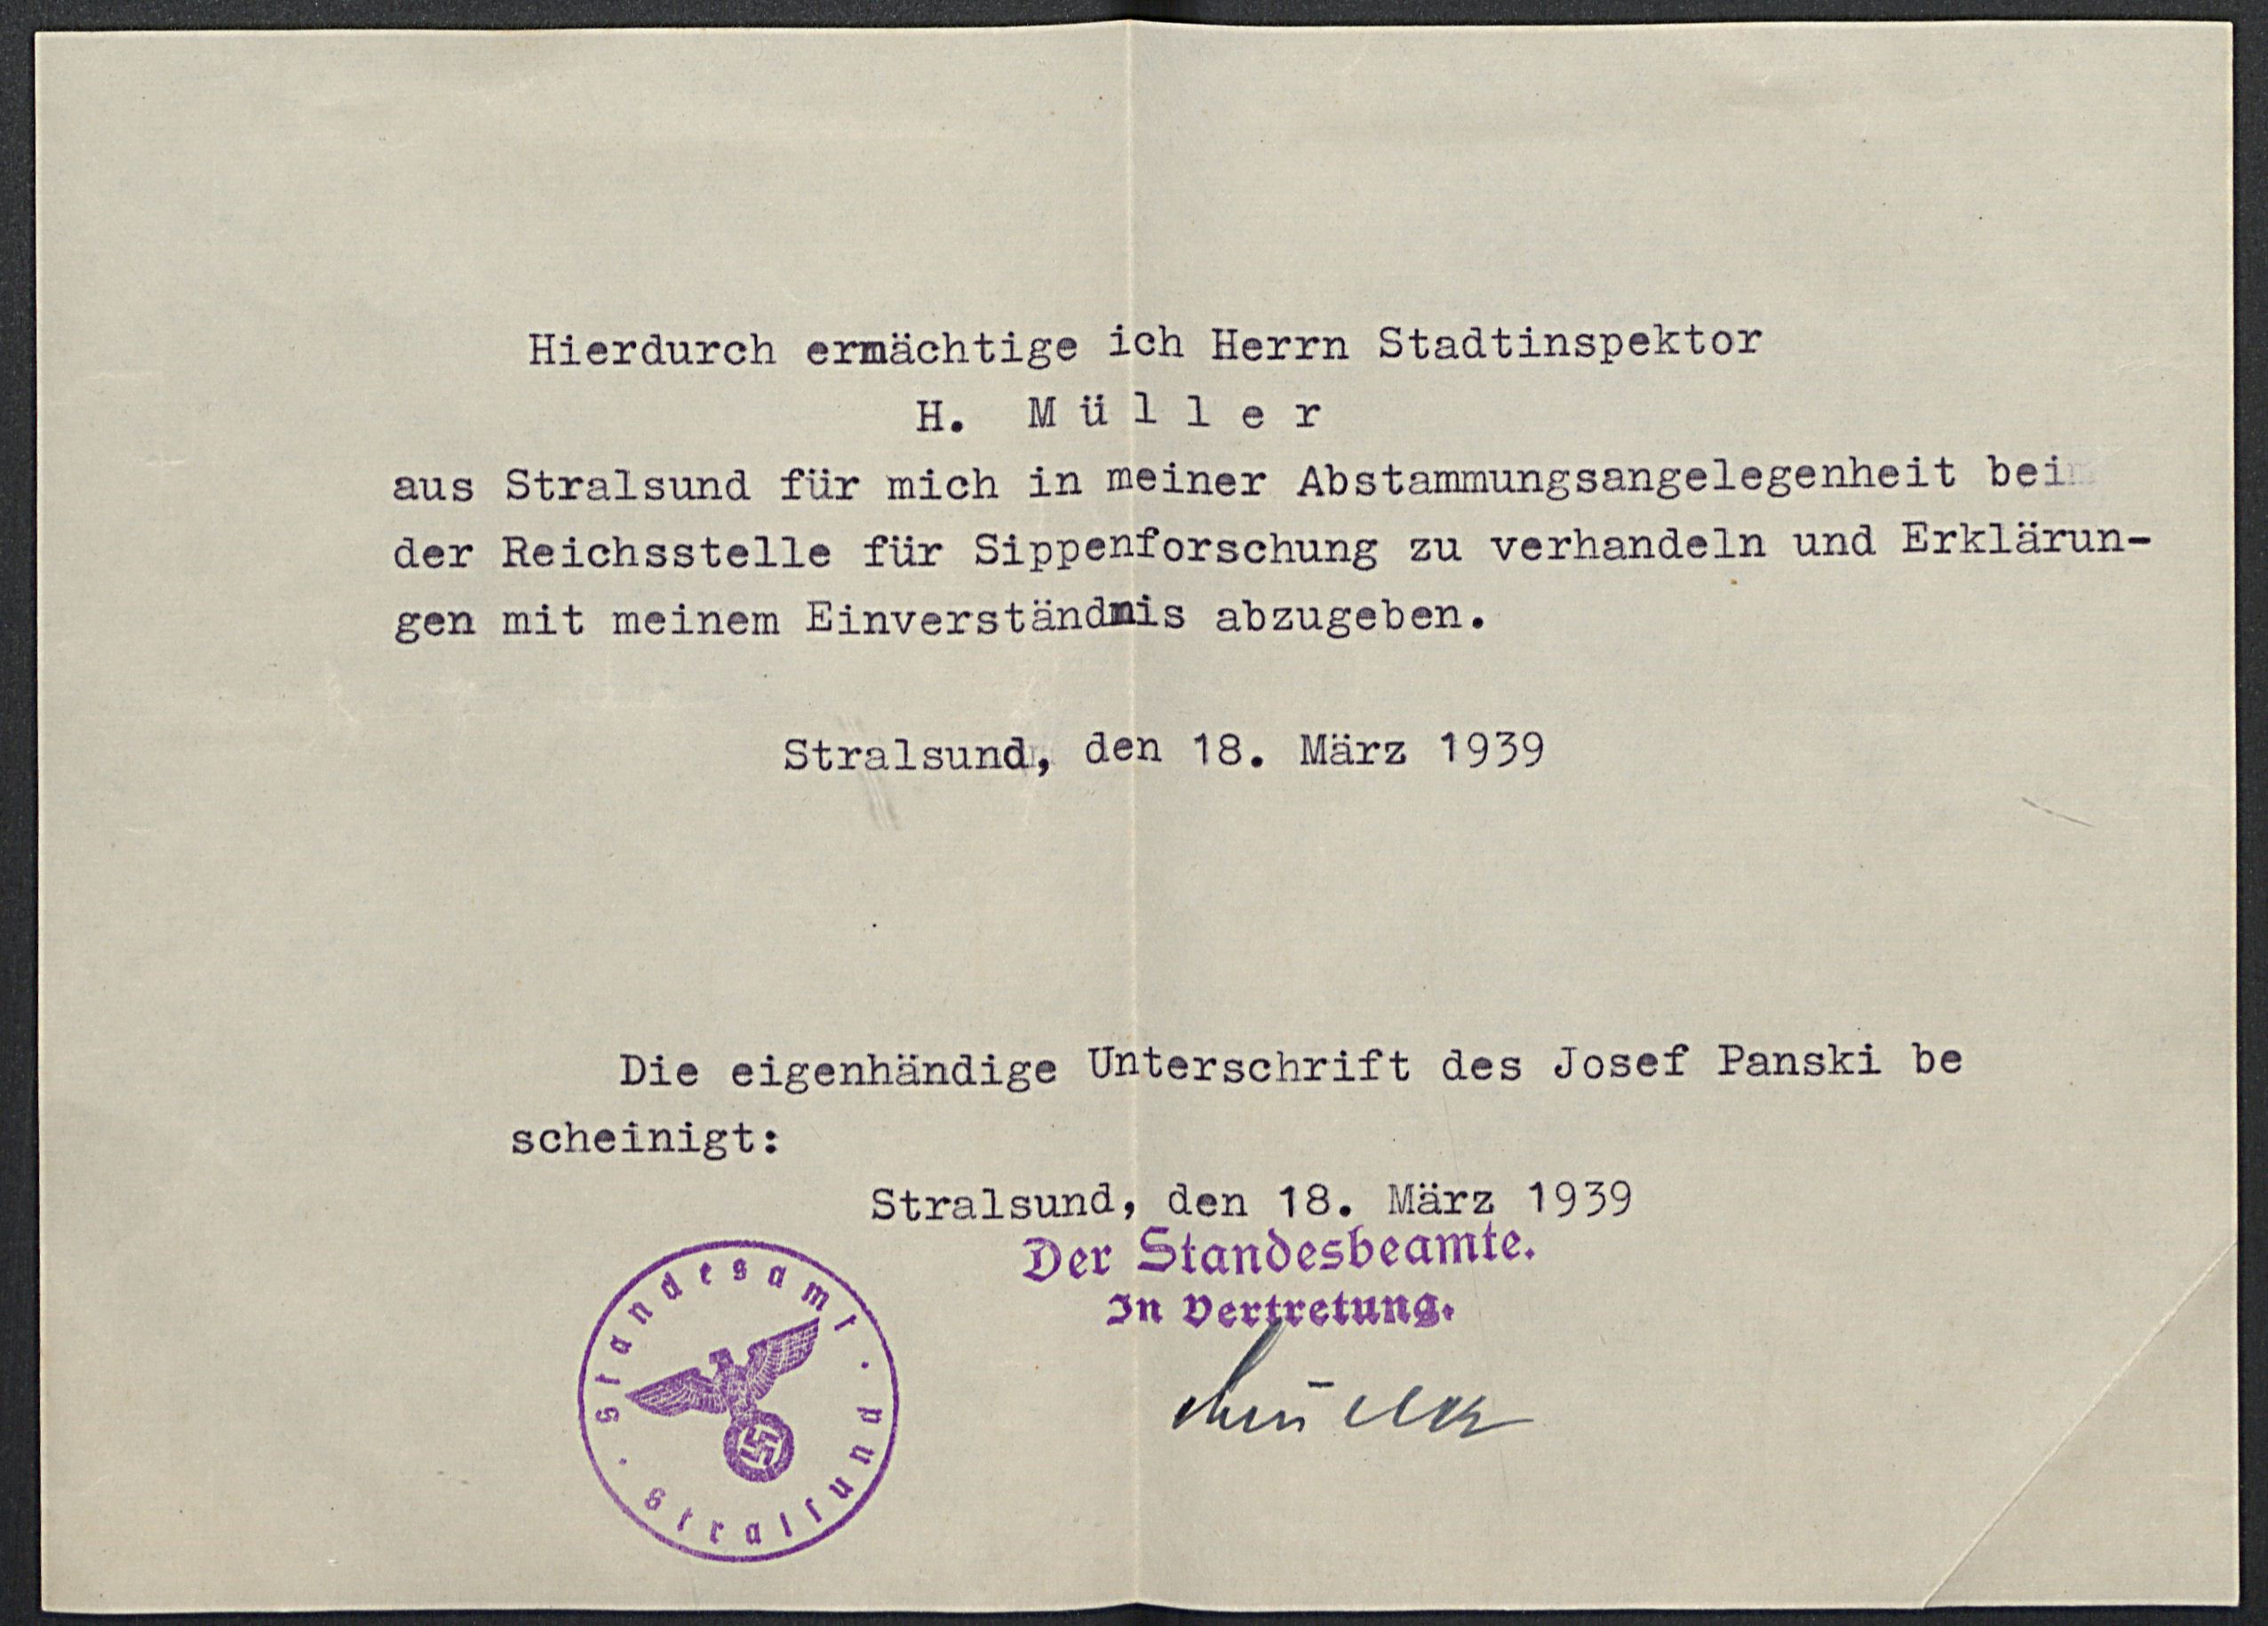 Hierdurch ermächtige ich Herrn Stadtinspektor
H. Müller
aus Stralsund für mich in meiner Abstammungsangelegenheit bei
der Reichsstelle für Sippenforschung zu verhandeln und Erklärun-
gen mit meinem Einverständnis abzugeben.
Stralsund, den 18. März 1939
Die eigenhändige Unterschrift des Josef Panski be
scheinigt:
Stralsund, den 18. März 1939
Der Standesbeamte.
In Vertretung.
Müller
Standesamt · Stralsund ·